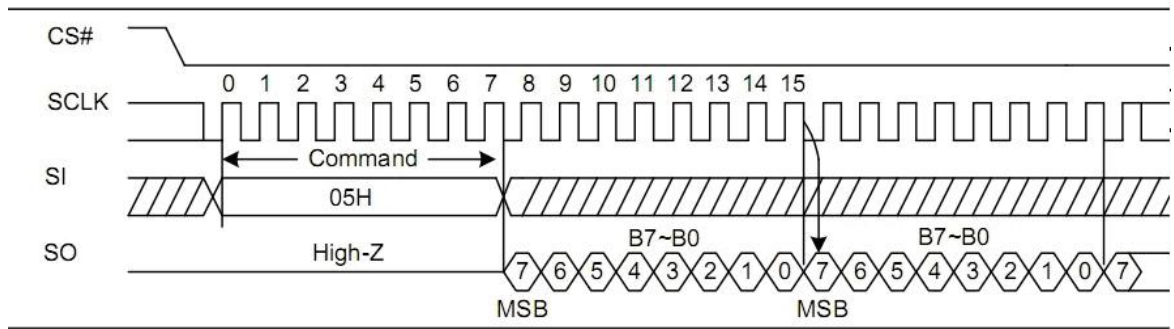 CS#
0 1 2 3 4 5 6 7 8 9 10 11 12 13 14 15
SCLK
Command
SI
05H
B7~B0 B7~B0
SO High-Z
7 6 5 4 3 2 1 0 7 6 5 4 3 2 1 0 7
MSB MSB